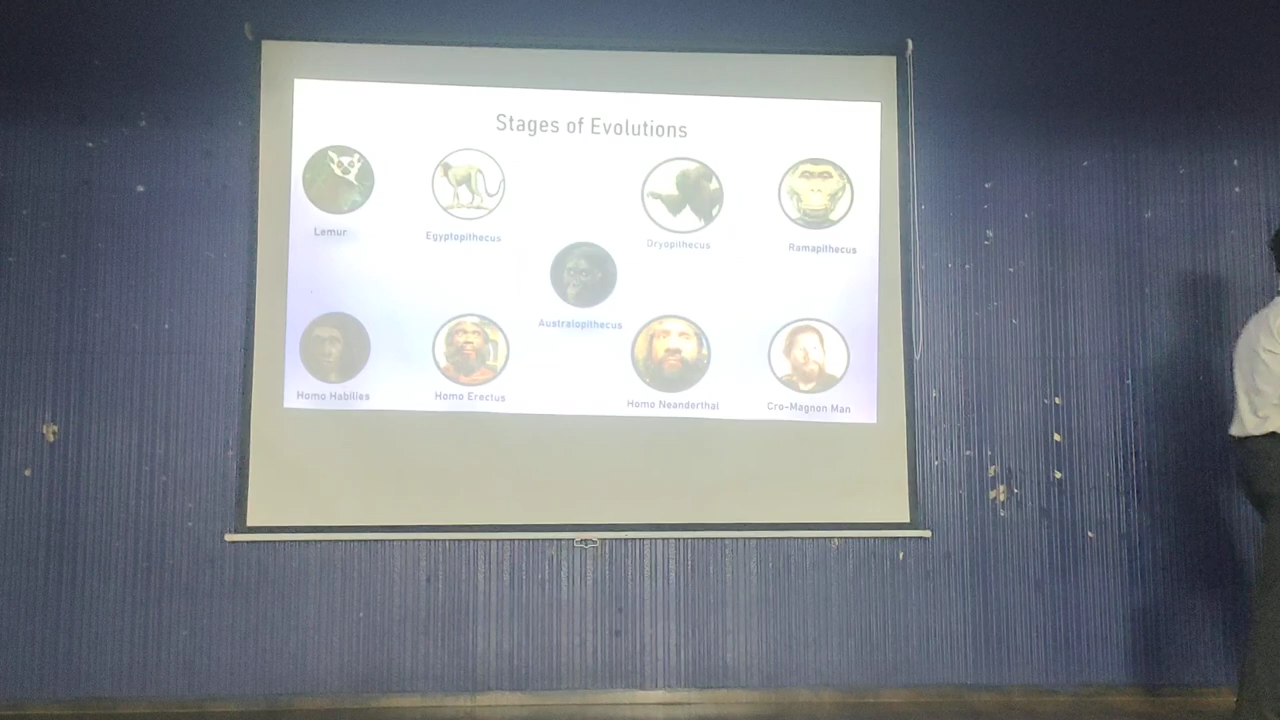 Stages of Evolutions
Lemur
Egyptopithecus
Dryopithecus
Ramapithecus
Australopithecus
Homo Habilies
Homo Erectus
Homo Neanderthal
Cro-Magnon Man